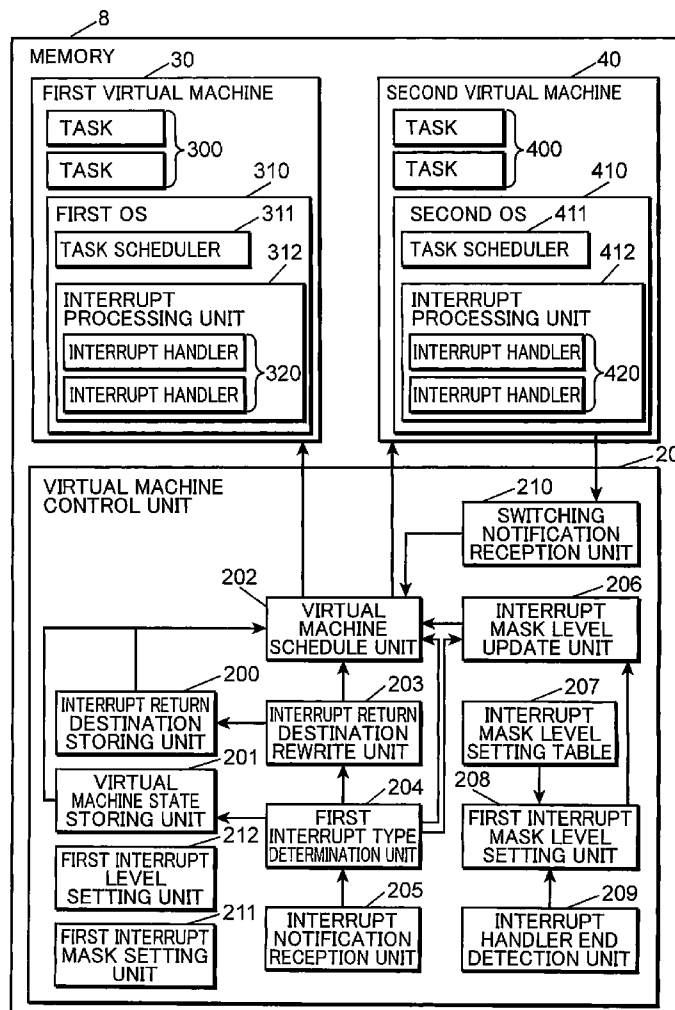 8
MEMORY
30
FIRST VIRTUAL MACHINE
TASK
TASK
300
310
FIRST OS
311
TASK SCHEDULER
312
INTERRUPT
PROCESSING UNIT
INTERRUPT HANDLER
INTERRUPT HANDLER
320
40
SECOND VIRTUAL MACHINE
TASK
TASK
400
410
SECOND OS
411
TASK SCHEDULER
412
INTERRUPT
PROCESSING UNIT
INTERRUPT HANDLER
INTERRUPT HANDLER
420
20
VIRTUAL MACHINE
CONTROL UNIT
210
SWITCHING
NOTIFICATION
RECEPTION UNIT
202
VIRTUAL
MACHINE
SCHEDULE UNIT
206
INTERRUPT
MASK LEVEL
UPDATE UNIT
200
INTERRUPT RETURN
DESTINATION
STORING UNIT
203
INTERRUPT RETURN
DESTINATION
REWRITE UNIT
207
INTERRUPT
MASK LEVEL
SETTING TABLE
201
VIRTUAL
MACHINE STATE
STORING UNIT
204
FIRST
INTERRUPT TYPE
DETERMINATION UNIT
208
FIRST INTERRUPT
MASK LEVEL
SETTING UNIT
212
FIRST INTERRUPT
LEVEL
SETTING UNIT
205
INTERRUPT
NOTIFICATION
RECEPTION UNIT
209
INTERRUPT
HANDLER END
DETECTION UNIT
211
FIRST INTERRUPT
MASK SETTING
UNIT